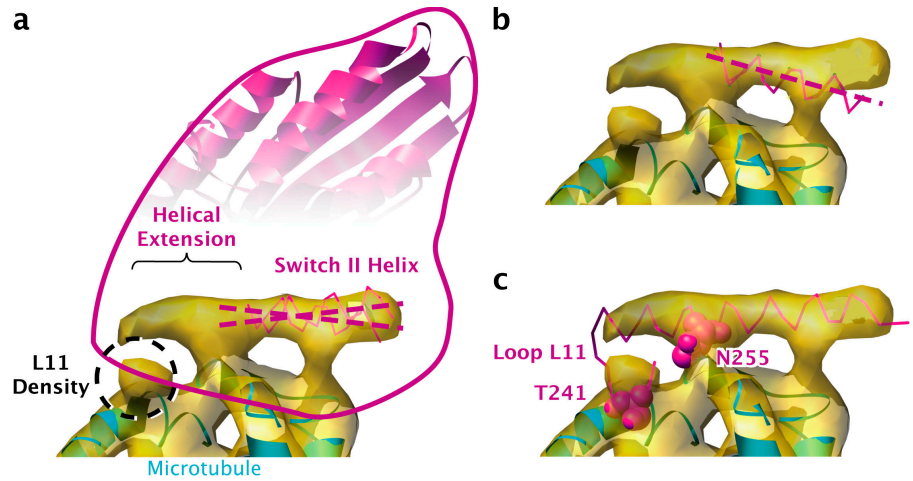 a
Helical
Extension
Switch II Helix
L11
Density
Microtubule
b
c
Loop L11
N255
T241